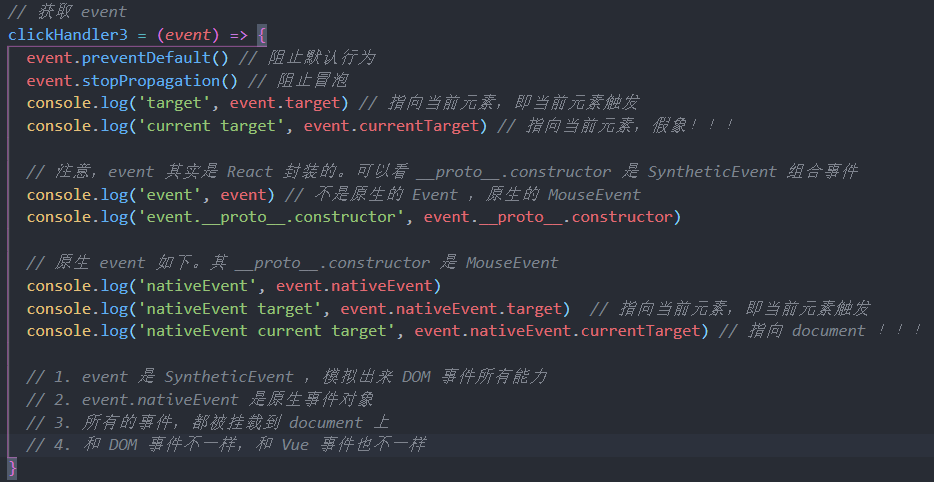 // 获取 event
clickHandler3 = (event) => {
event.preventDefault() // 阻止默认行为
event.stopPropagation() // 阻止冒泡
console.log('target', event.target) // 指向当前元素，即当前元素触发
console.log('current target', event.currentTarget) // 指向当前元素，假象！！！
// 注意，event 其实是 React 封装的。可以看 __proto__.constructor 是 SyntheticEvent 组合事件
console.log('event', event) // 不是原生的 Event ，原生的 MouseEvent
console.log('event.__proto__.constructor', event.__proto__.constructor)
// 原生 event 如下。其 __proto__.constructor 是 MouseEvent
console.log('nativeEvent', event.nativeEvent)
console.log('nativeEvent target', event.nativeEvent.target)  // 指向当前元素，即当前元素触发
console.log('nativeEvent current target', event.nativeEvent.currentTarget) // 指向 document ！！！
// 1. event 是 SyntheticEvent ，模拟出来 DOM 事件所有能力
// 2. event.nativeEvent 是原生事件对象
// 3. 所有的事件，都被挂载到 document 上
// 4. 和 DOM 事件不一样，和 Vue 事件也不一样
}